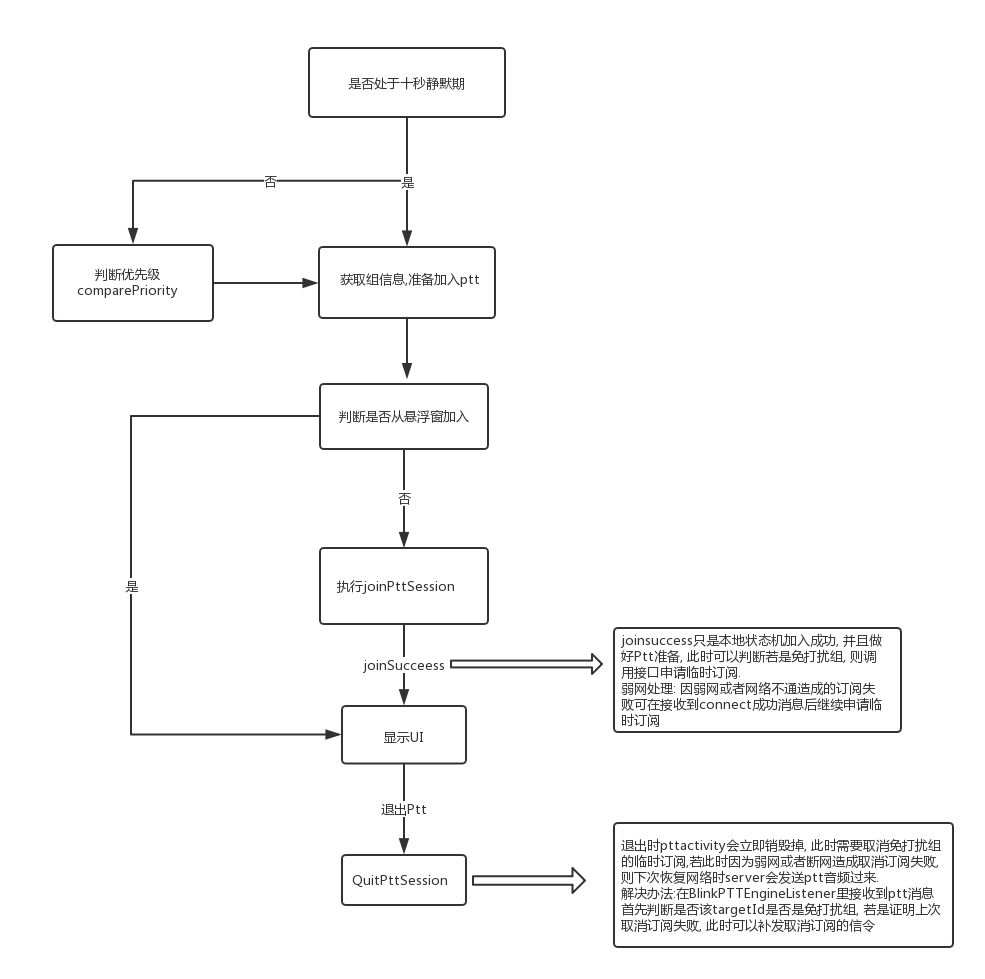 是否处于十秒静默期
否
是
判断优先级
comparePriority
获取组信息,准备加入ptt
判断是否从悬浮窗加入
否
是
执行joinPttSession
joinSucceess
joinsuccess只是本地状态机加入成功, 并且做
好Ptt准备, 此时可以判断若是免打扰组, 则调
用接口申请临时订阅.
弱网处理: 因弱网或者网络不通造成的订阅失
败可在接收到connect成功消息后继续申请临
时订阅
显示UI
退出Ptt
QuitPttSession
退出时pttactivity会立即销毁掉, 此时需要取消免打扰组
的临时订阅,若此时因为弱网或者断网造成取消订阅失败,
则下次恢复网络时server会发送ptt音频过来.
解决办法:在BlinkPTTEngineListener里接收到ptt消息
首先判断是否该targetId是否是免打扰组, 若是证明上次
取消订阅失败, 此时可以补发取消订阅的信令